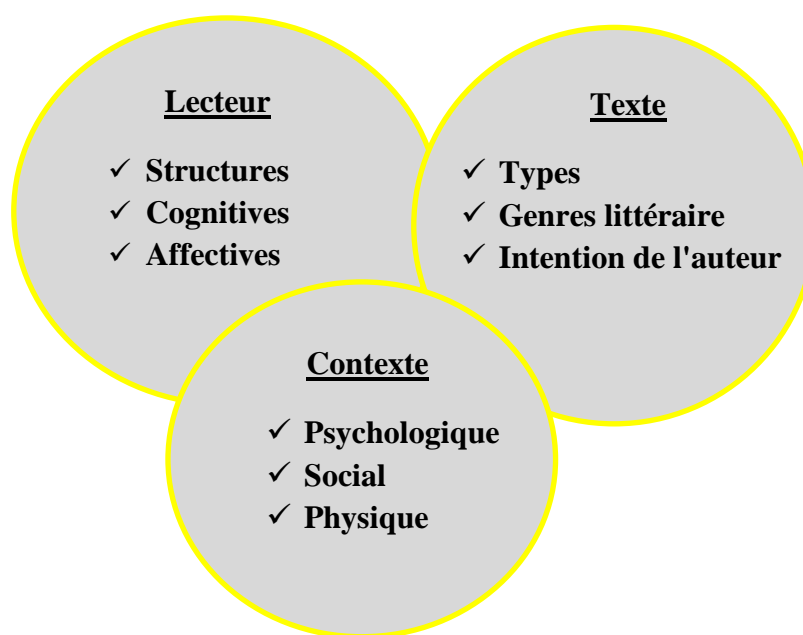 Lecteur
✓ Structures
✓ Cognitives
✓ Affectives
Texte
✓ Types
✓ Genres littéraire
✓ Intention de l'auteur
Contexte
✓ Psychologique
✓ Social
✓ Physique